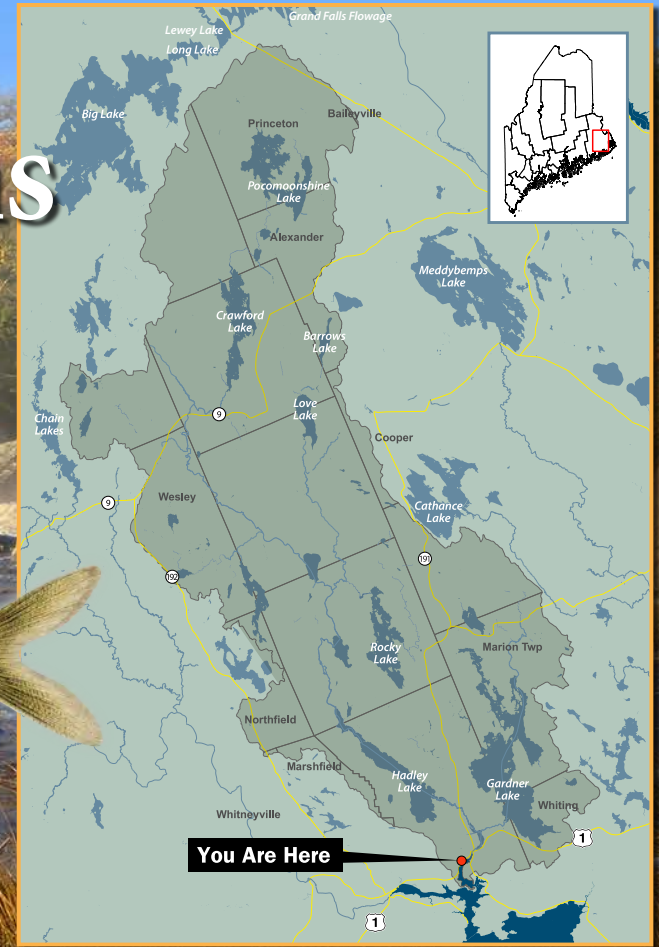 Grand Falls Flowage
Lewey Lake
Long Lake
Big Lake
Princeton
Baileyville
Pocomoonshine
Lake
Alexander
Meddybemps
Lake
Crawford
Lake
Barrows
Lake
Love
Lake
Chain
Lakes
9
Cooper
Wesley
9
Cathance
Lake
191
192
Rocky
Lake
Marion Twp
Northfield
Marshfield
Hadley
Lake
Gardner
Lake
Whiting
Whitneyville
1
You Are Here
1